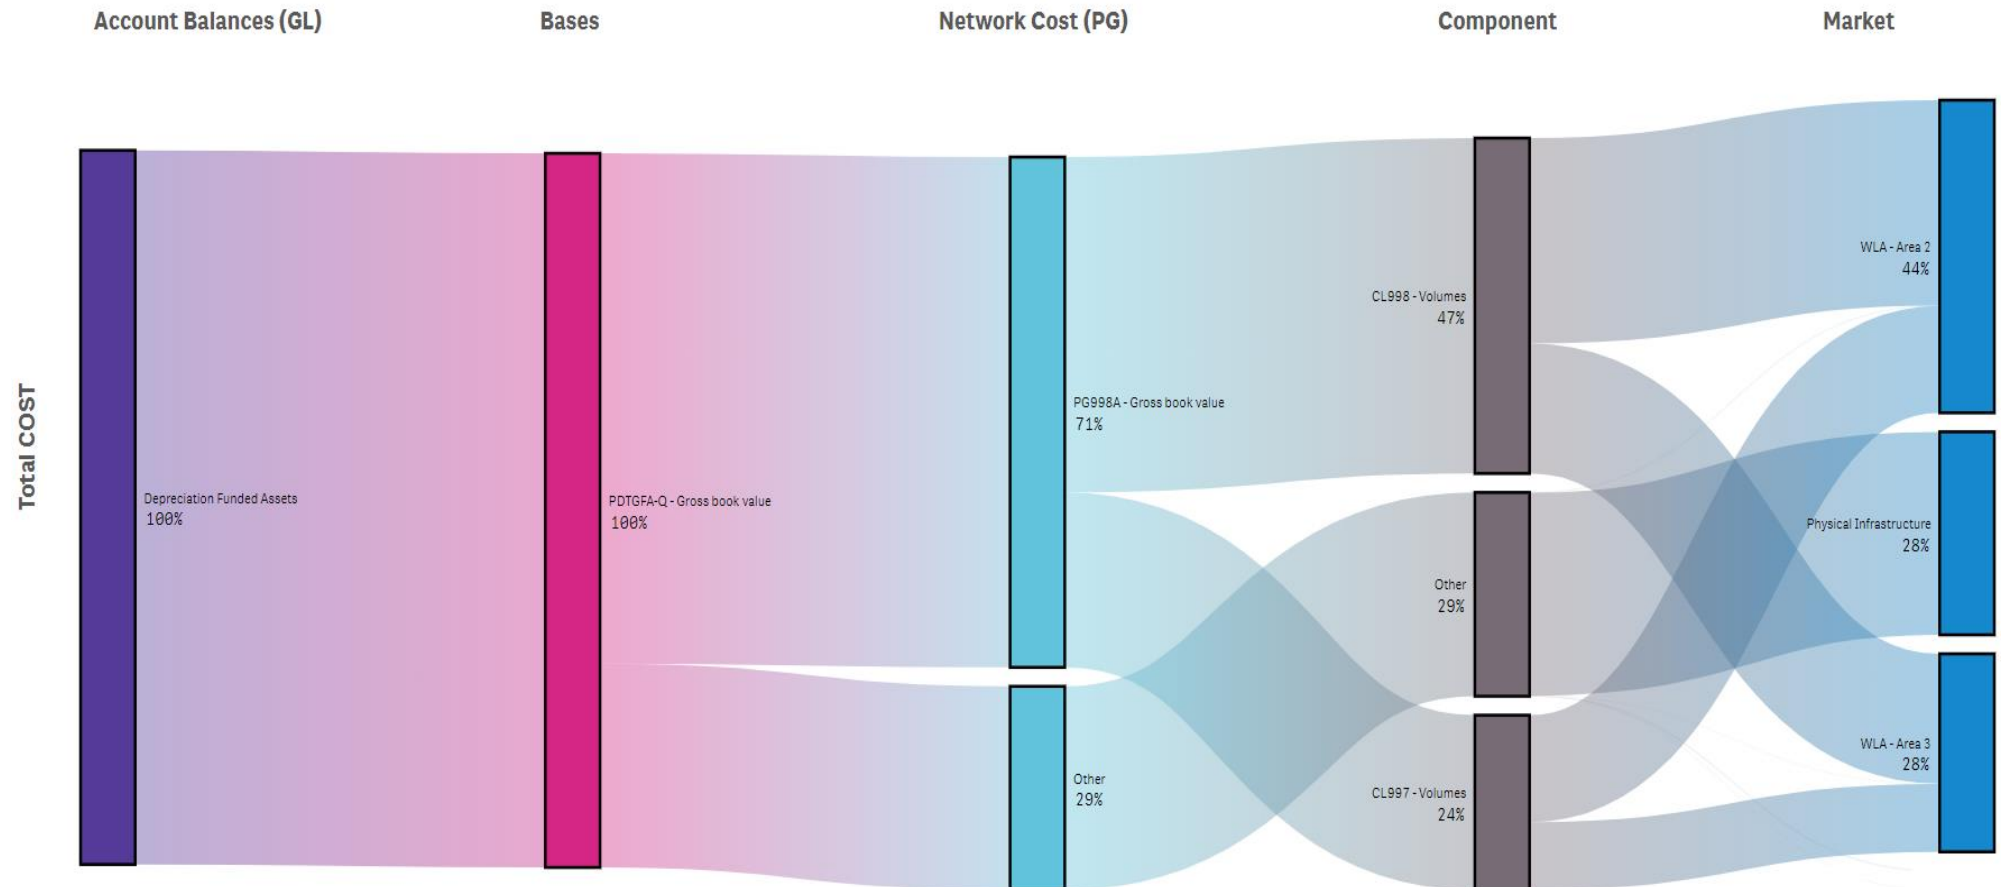 Account Balances (GL)
Bases
Network Cost (PG)
Component
Market
Total COST
Depreciation Funded Assets
100%
PDTGFA-Q - Gross book value
100%
PG998A - Gross book value
71%
Other
29%
CL998 - Volumes
47%
Other
29%
CL997 - Volumes
24%
WLA - Area 2
44%
Physical Infrastructure
28%
WLA - Area 3
28%